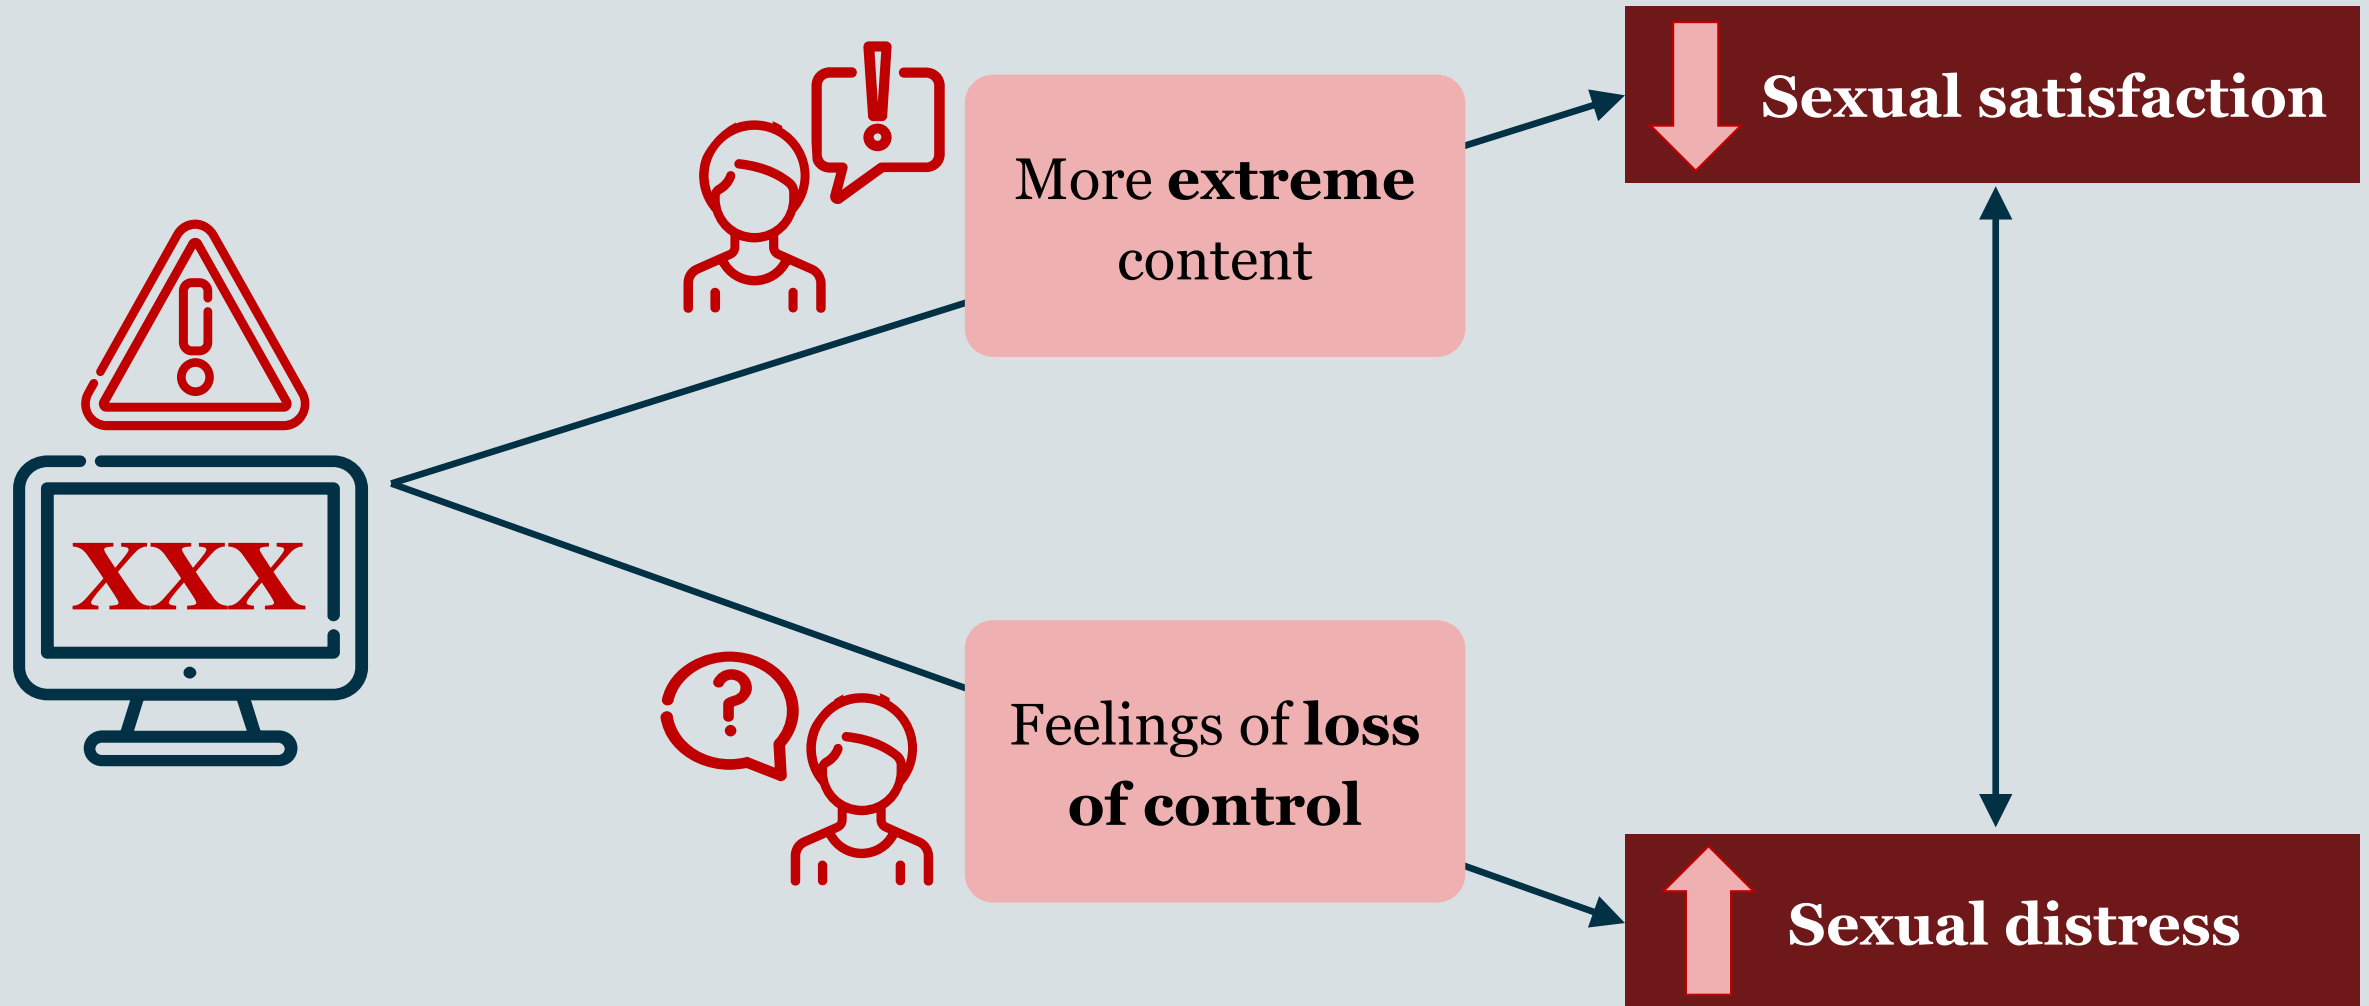 Sexual satisfaction
More extreme
content
XXX
Feelings of loss
of control
Sexual distress